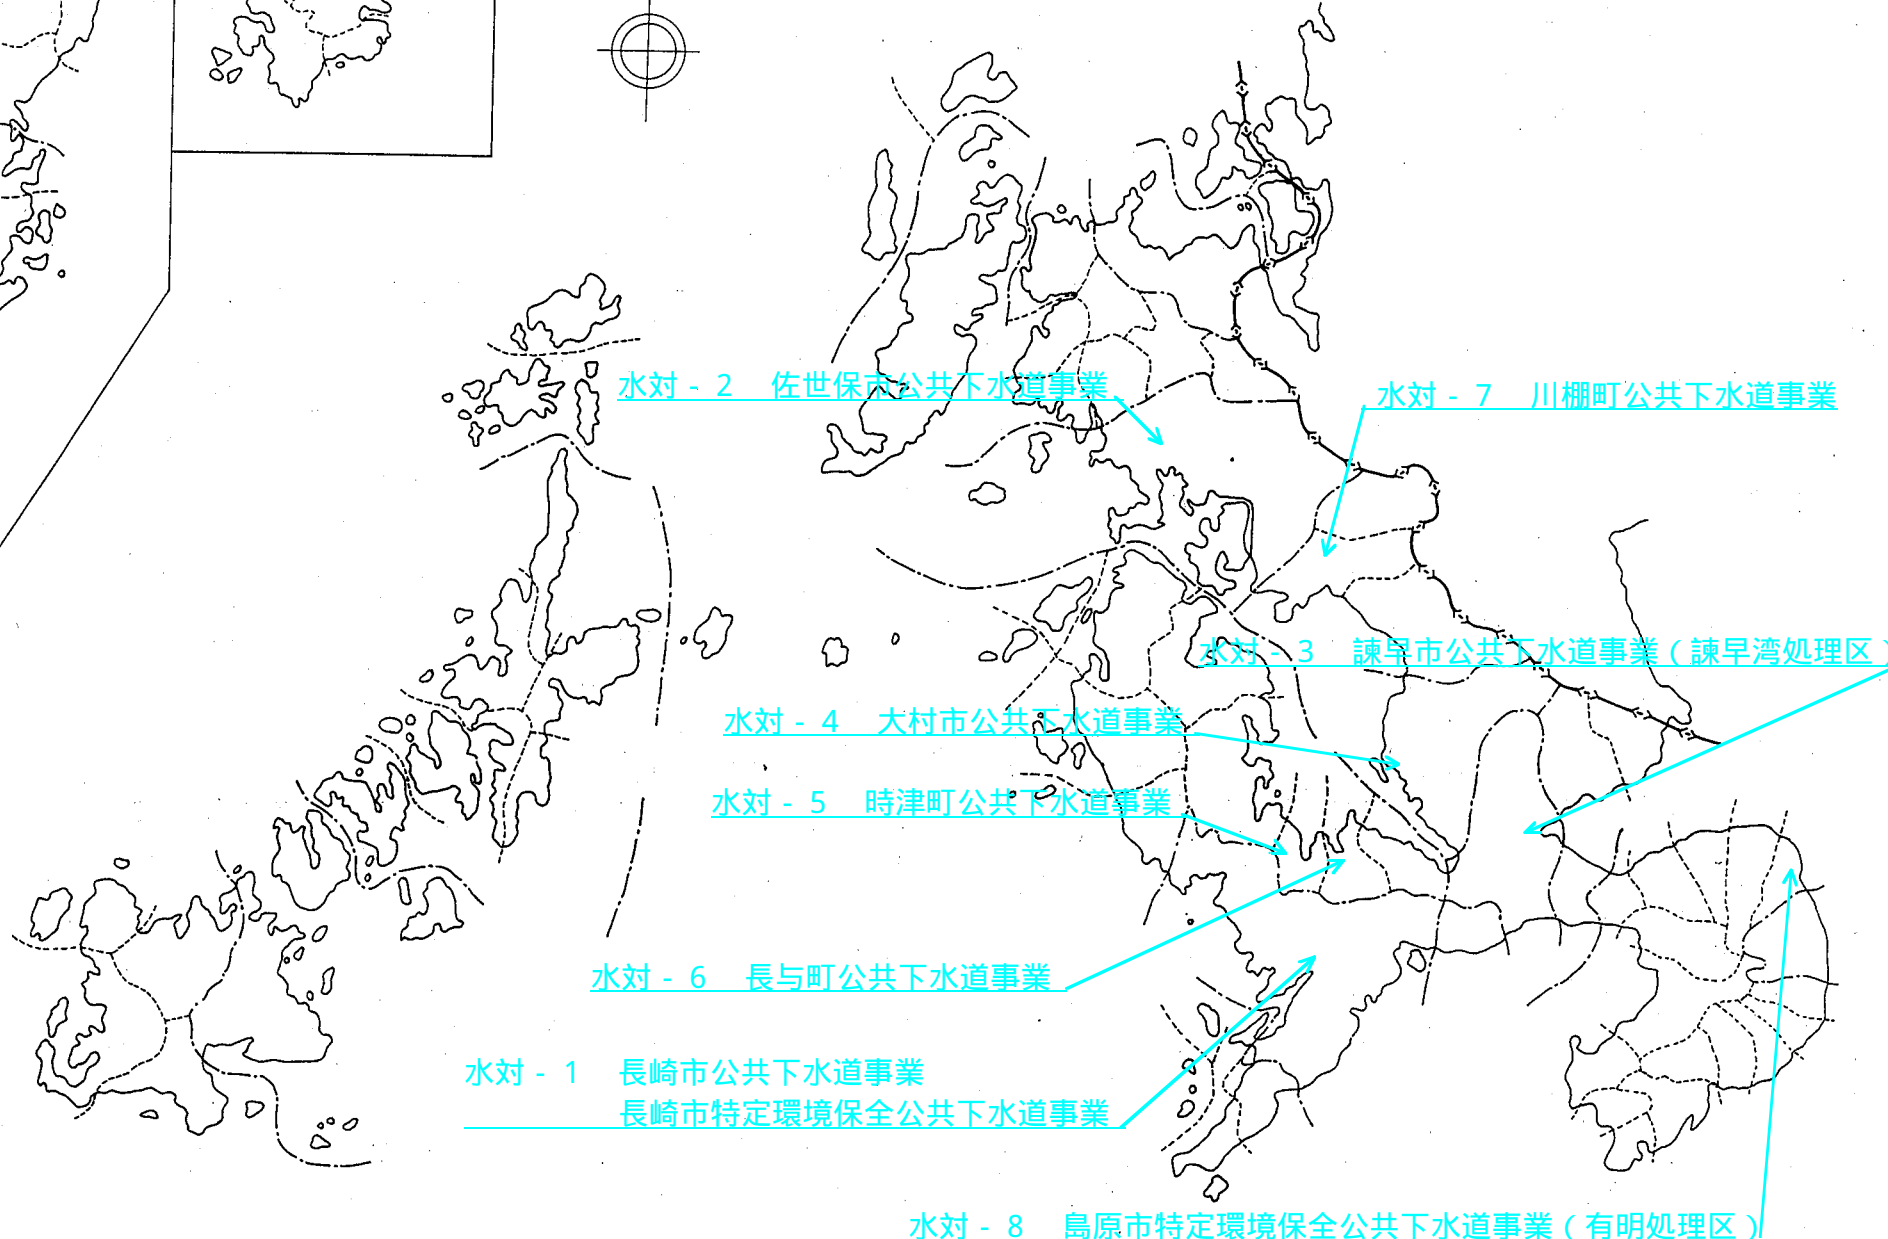 水対－2　佐世保市公共下水道事業
水対－7　川棚町公共下水道事業
水対－3　諫早市公共下水道事業（諫早湾処理区）
水対－4　大村市公共下水道事業
水対－5　時津町公共下水道事業
水対－6　長与町公共下水道事業
水対－1　長崎市公共下水道事業
長崎市特定環境保全公共下水道事業
水対－8　島原市特定環境保全公共下水道事業（有明処理区）